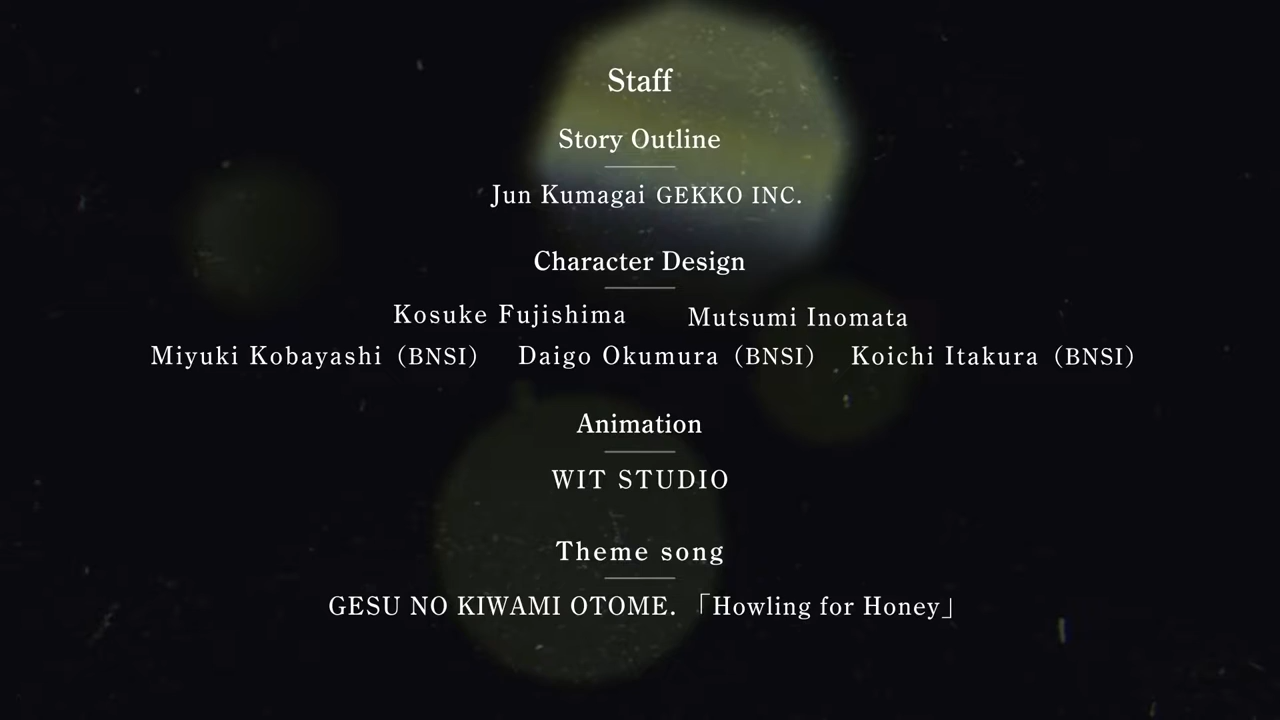 Staff
Story Outline
Jun Kumagai GEKKO INC.
Character Design
Kosuke Fujishima Mutsumi Inomata
Miyuki Kobayashi（BNSI） Daigo Okumura（BNSI） Koichi Itakura（BNSI）
Animation
WIT STUDIO
Theme song
GESU NO KIWAMI OTOME. 「Howling for Honey」